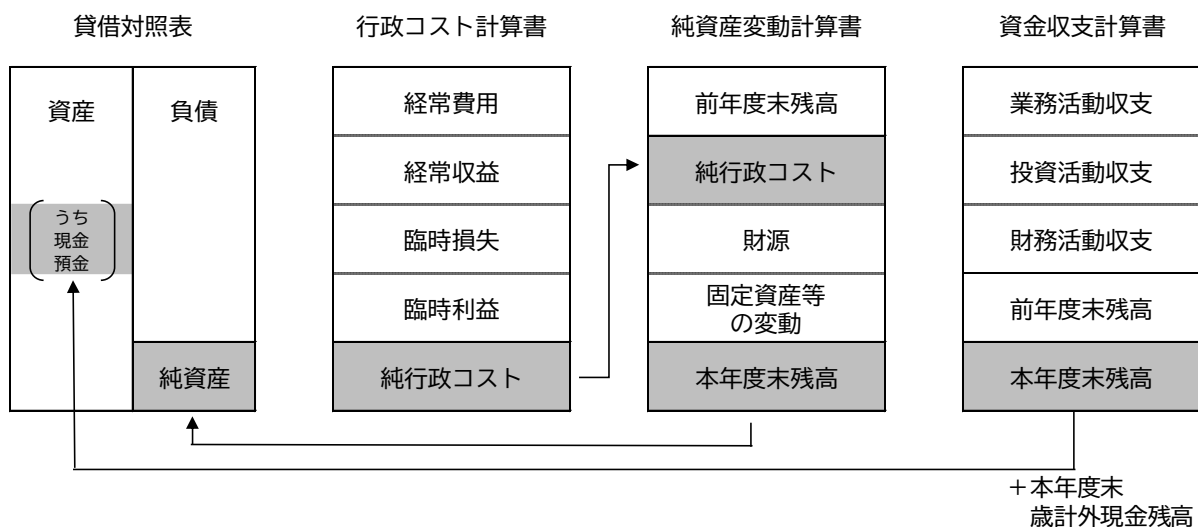 貸借対照表
行政コスト計算書
純資産変動計算書
資金収支計算書
資産
負債
うち
現金
預金
純資産
経常費用
経常収益
臨時損失
臨時利益
純行政コスト
前年度末残高
純行政コスト
財源
固定資産等
の変動
本年度末残高
業務活動収支
投資活動収支
財務活動収支
前年度末残高
本年度末残高
＋本年度末
歳計外現金残高